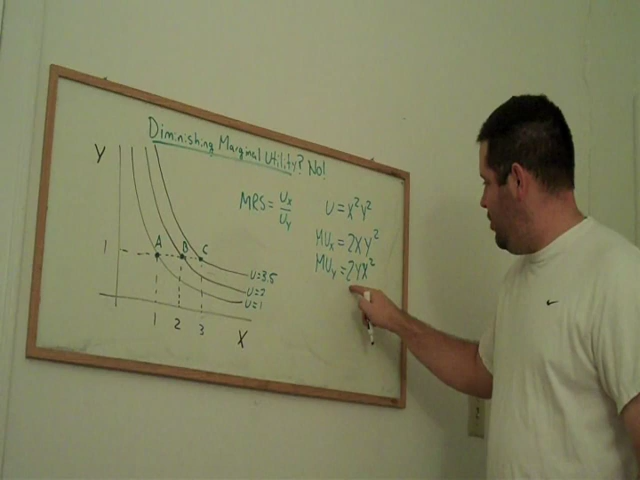 Diminishing Marginal Utility? No!
Y
MRS = Ux/Uy
U = X²Y²
MUx = 2XY²
MUy = 2YX²
A B C
1
U=3.5
U=2
U=1
1 2 3
X